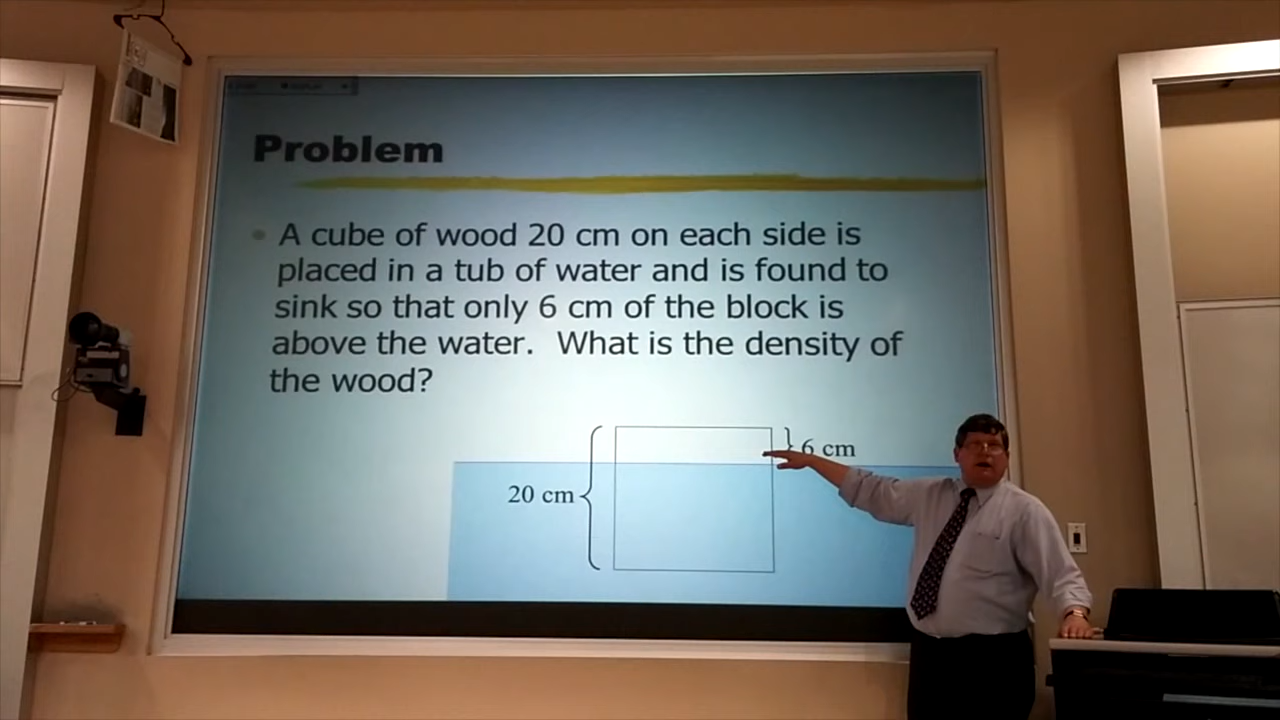 Problem
A cube of wood 20 cm on each side is
placed in a tub of water and is found to
sink so that only 6 cm of the block is
above the water.  What is the density of
the wood?
6 cm
20 cm